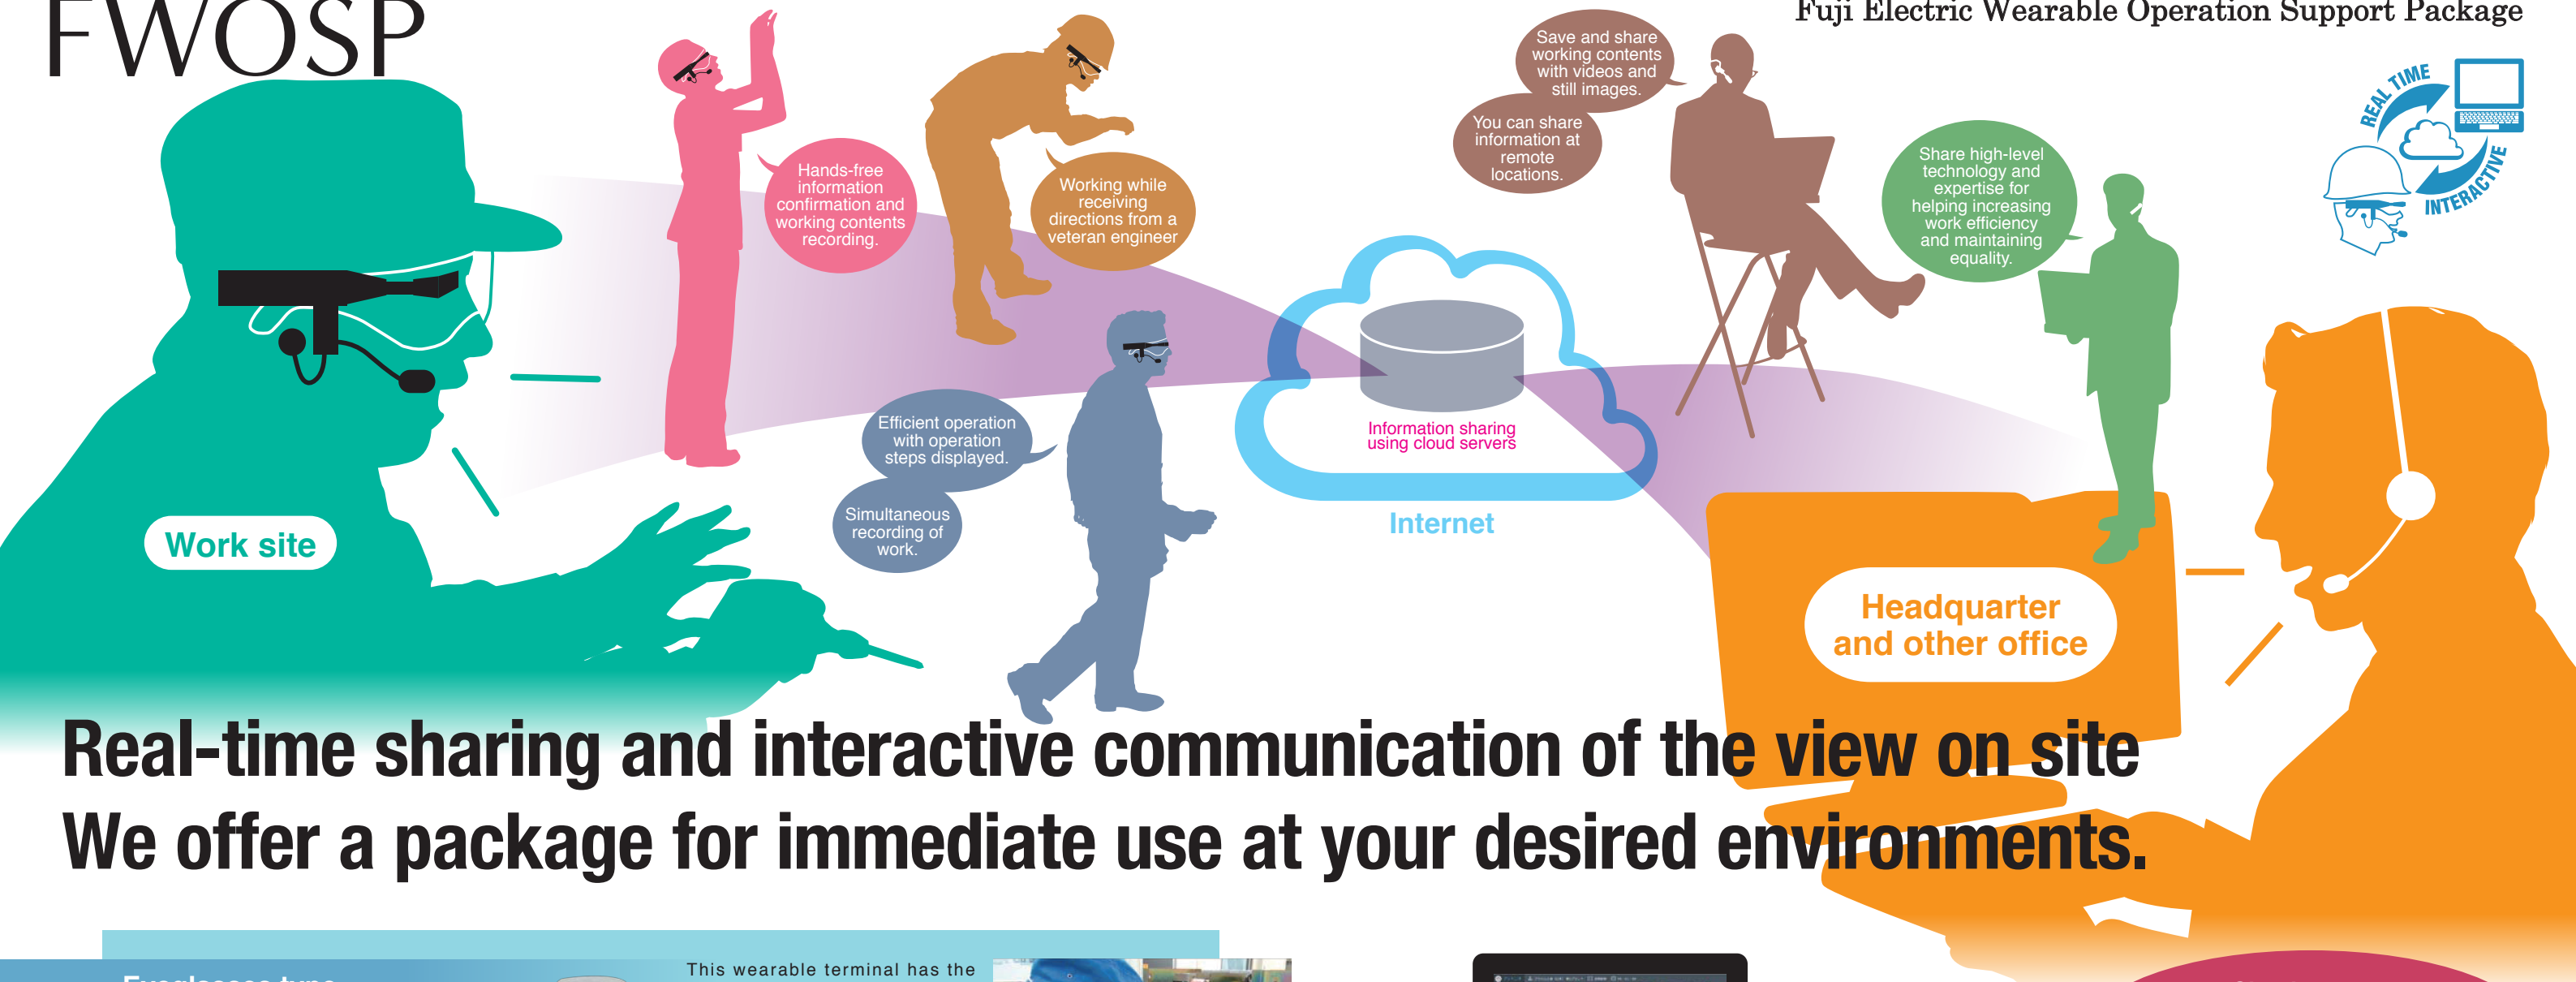 FWOSP
Fuji Electric Wearable Operation Support Package
REAL TIME
INTERACTIVE
Hands-free
information
confirmation and
working contents
recording.
Working while
receiving
directions from a
veteran engineer
Save and share
working contents
with videos and
still images.
You can share
information at
remote
locations.
Share high-level
technology and
expertise for
helping increasing
work efficiency
and maintaining
equality.
Efficient operation
with operation
steps displayed.
Simultaneous
recording of
work.
Information sharing
using cloud servers
Internet
Work site
Headquarter
and other office
Real-time sharing and interactive communication of the view on site
We offer a package for immediate use at your desired environments.
Eyeglasses type
This wearable terminal has the